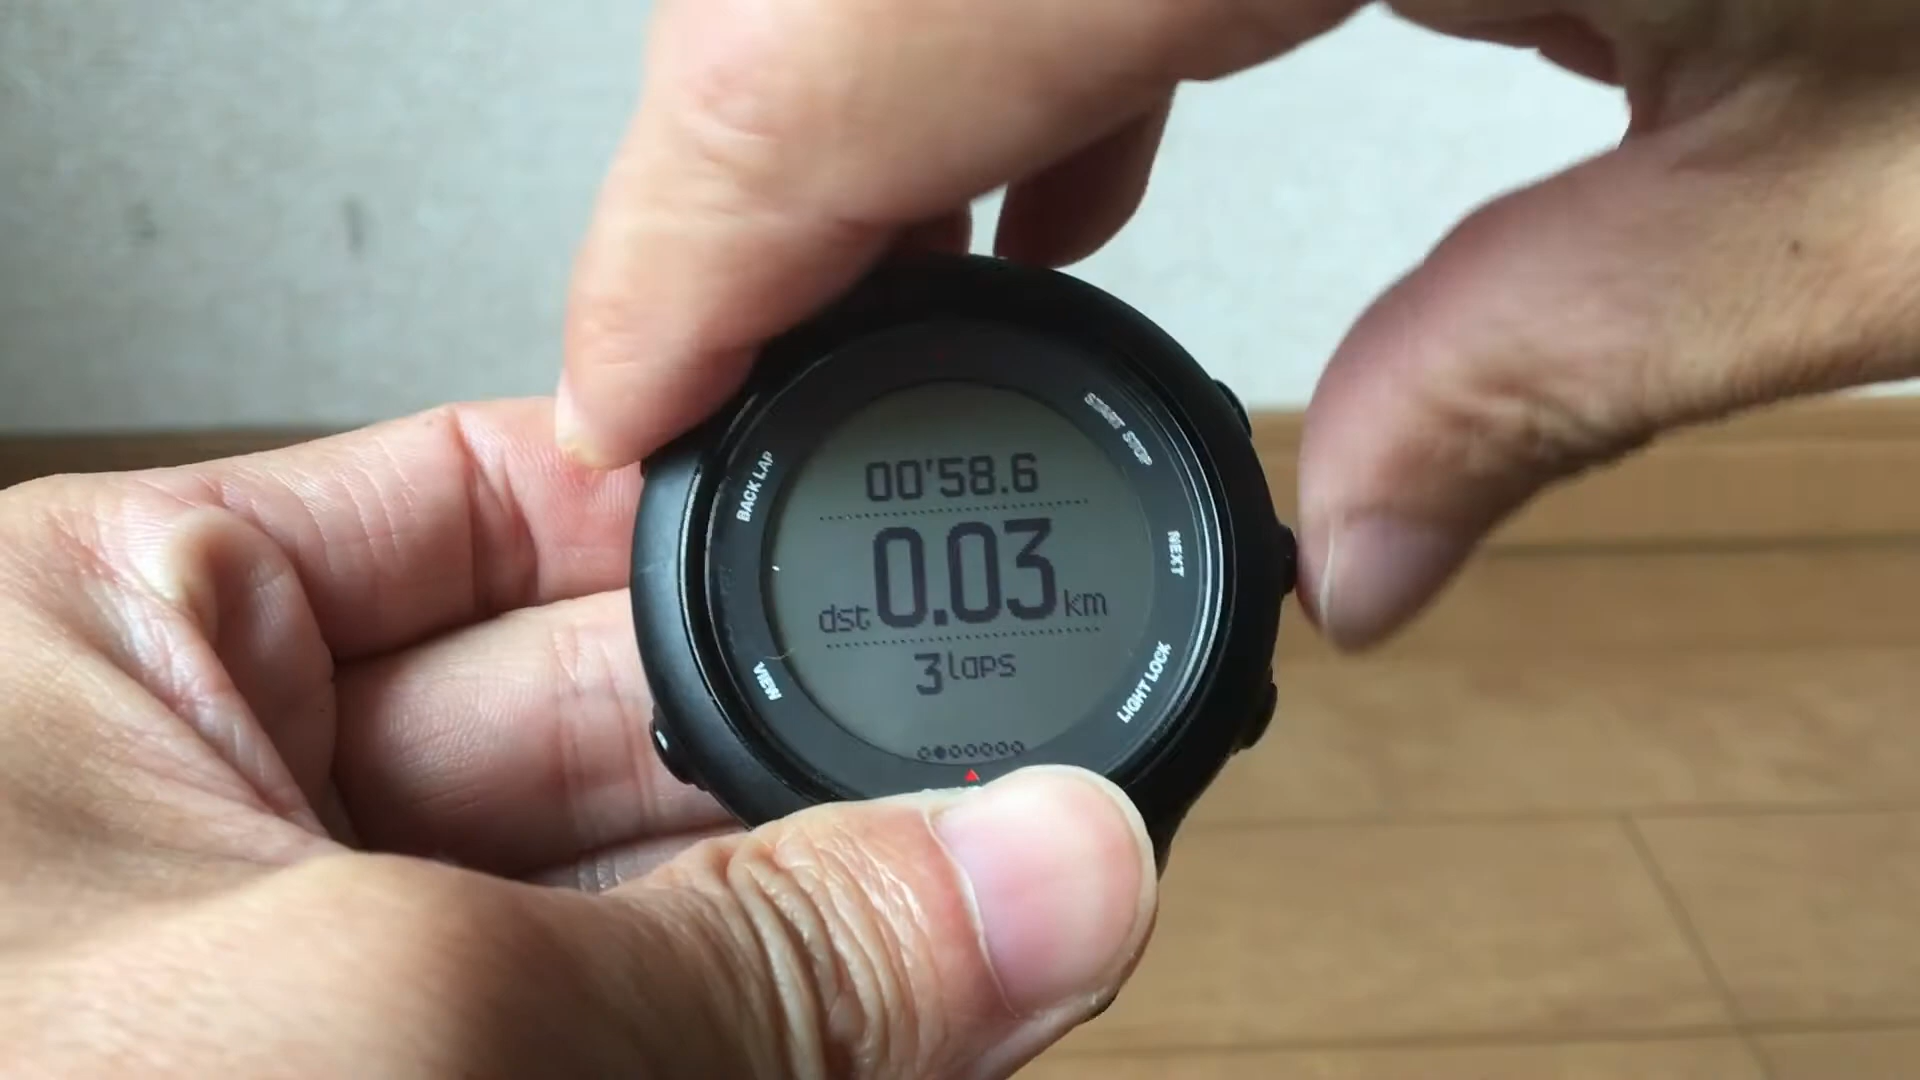 START STOP
BACK LAP
00'58.6
NEXT
dst 0.03 km
3 laps
VIEW
LIGHT LOCK